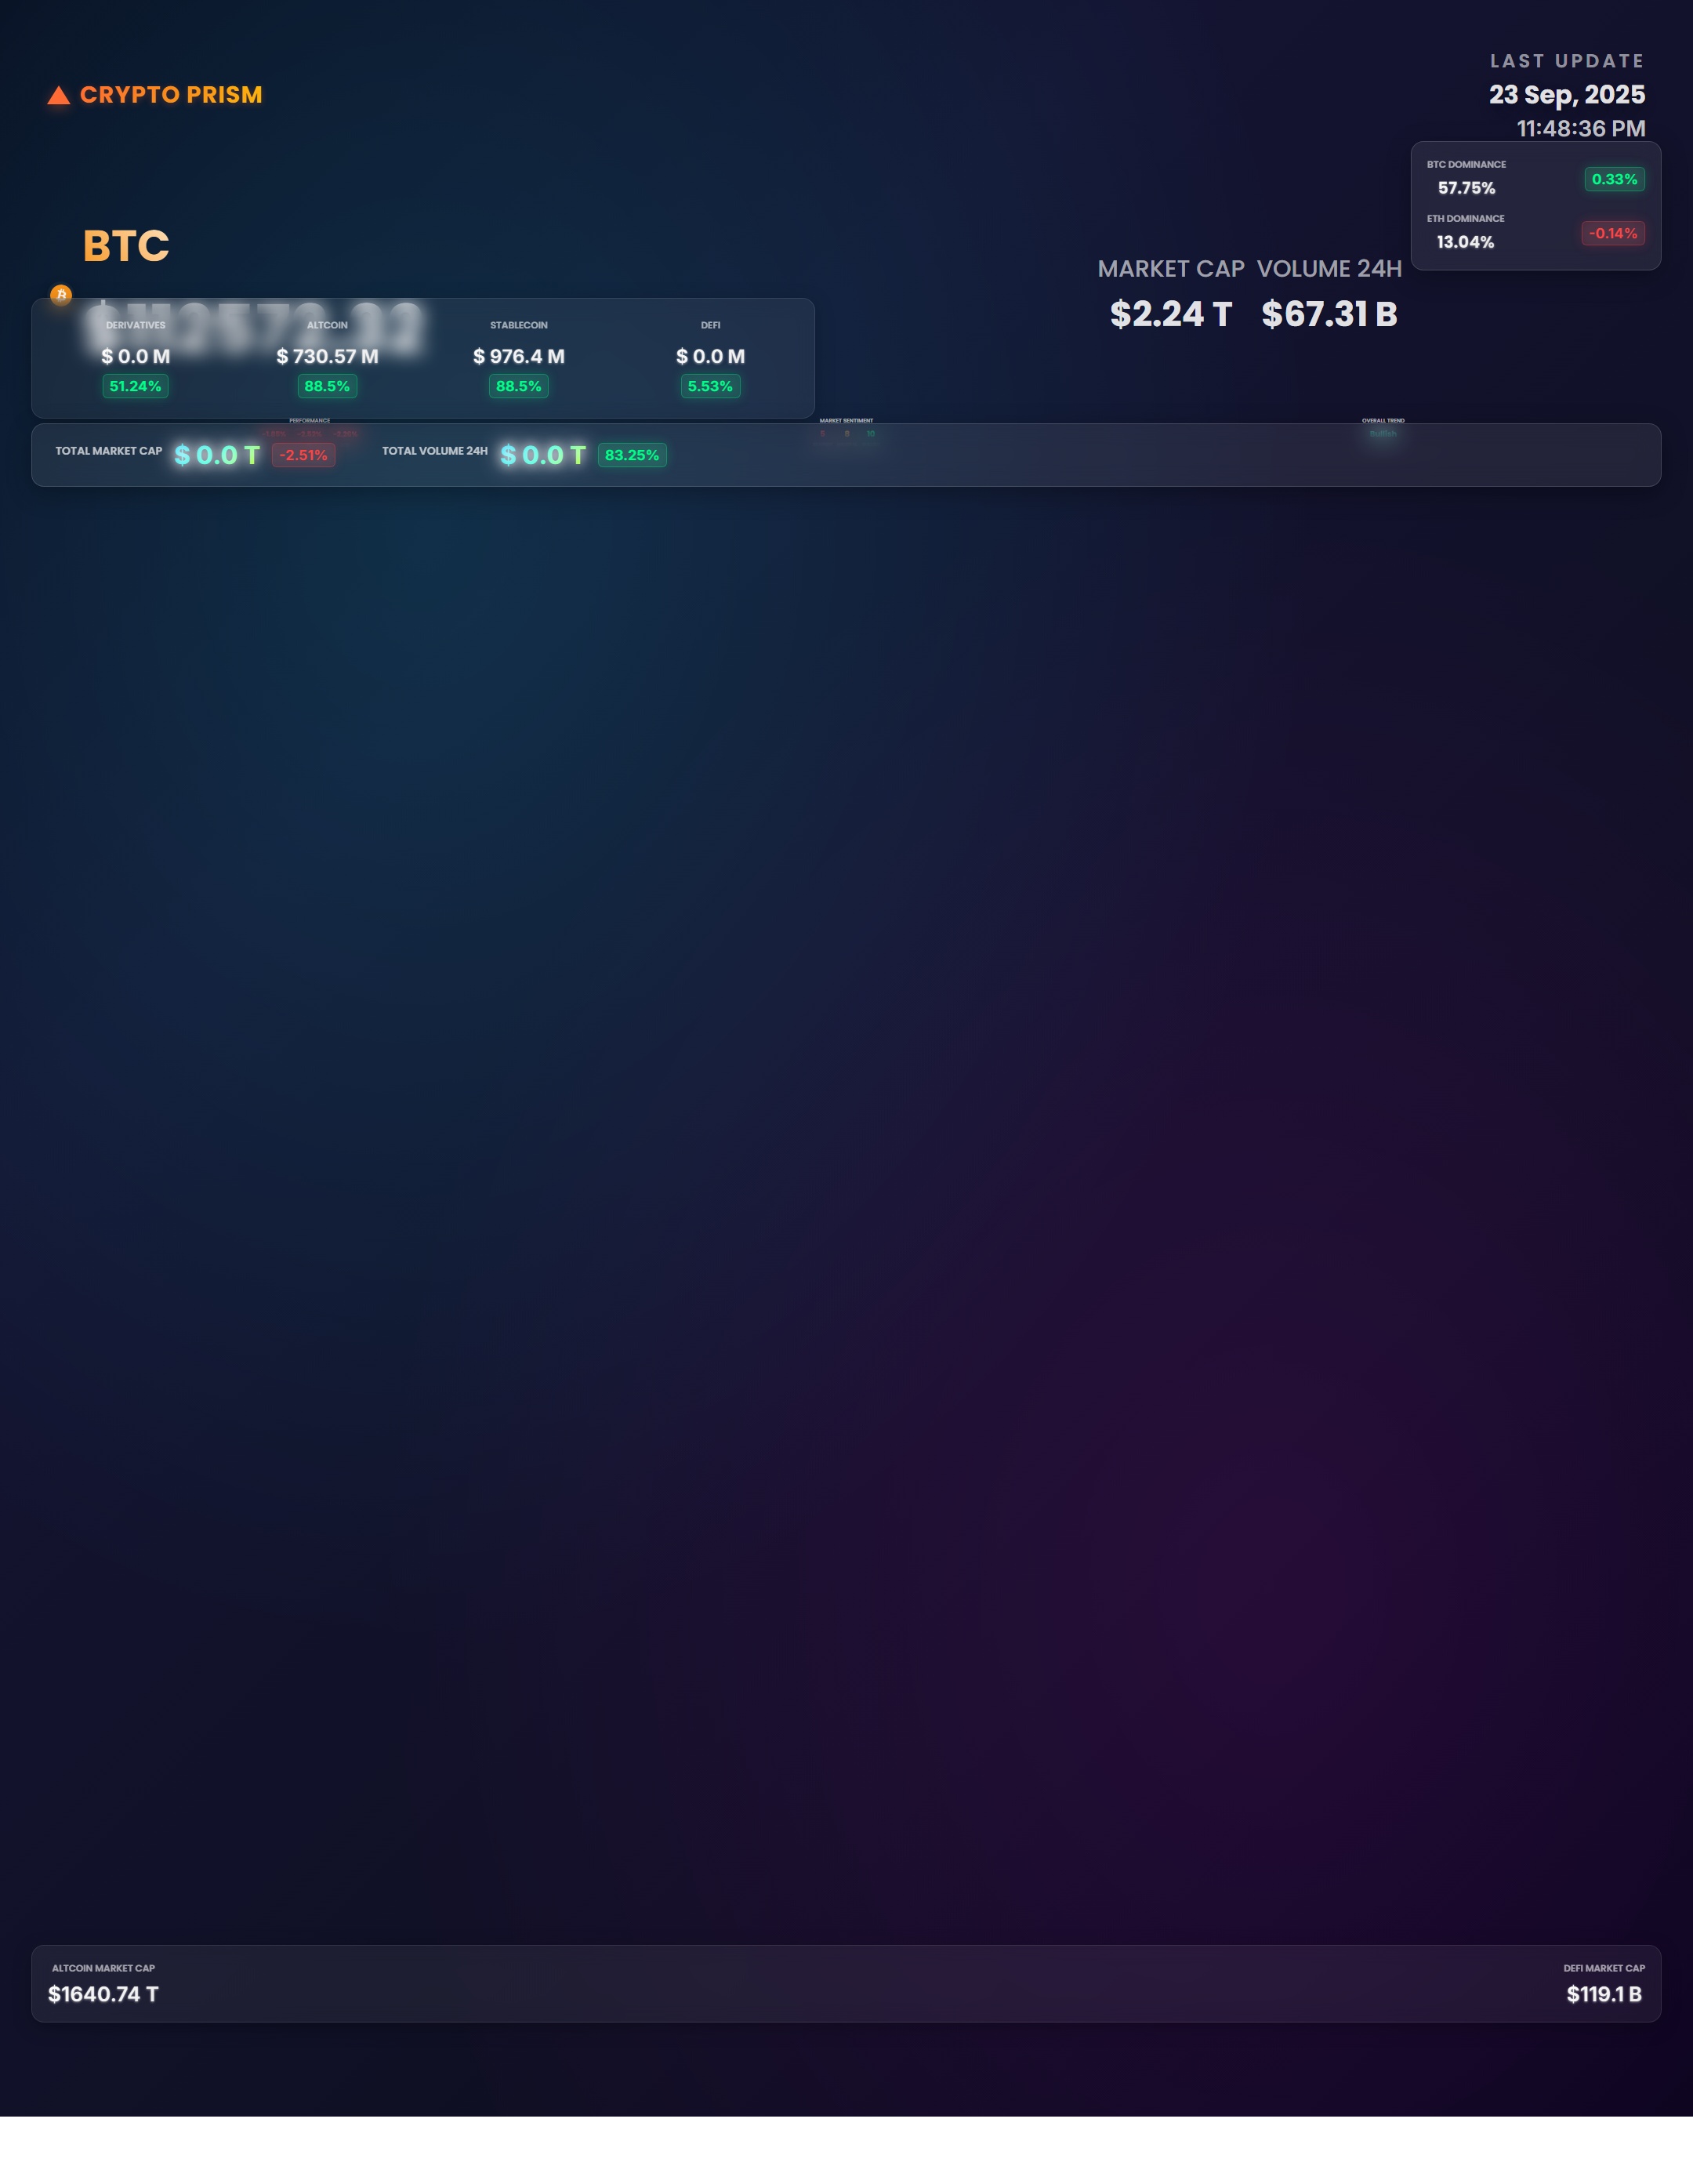 LAST UPDATE
CRYPTO PRISM
23 Sep, 2025
11:48:36 PM
BTC DOMINANCE
57.75%
0.33%
ETH DOMINANCE
13.04%
-0.14%
BTC
MARKET CAP VOLUME 24H
$2.24 T $67.31 B
DERIVATIVES ALTCOIN STABLECOIN DEFI
$ 0.0 M $ 730.57 M $ 976.4 M $ 0.0 M
51.24% 88.5% 88.5% 5.53%
PERFORMANCE MARKET SENTIMENT OVERALL TREND
Bullish
TOTAL MARKET CAP $ 0.0 T -2.51% TOTAL VOLUME 24H $ 0.0 T 83.25%
ALTCOIN MARKET CAP DEFI MARKET CAP
$1640.74 T $119.1 B